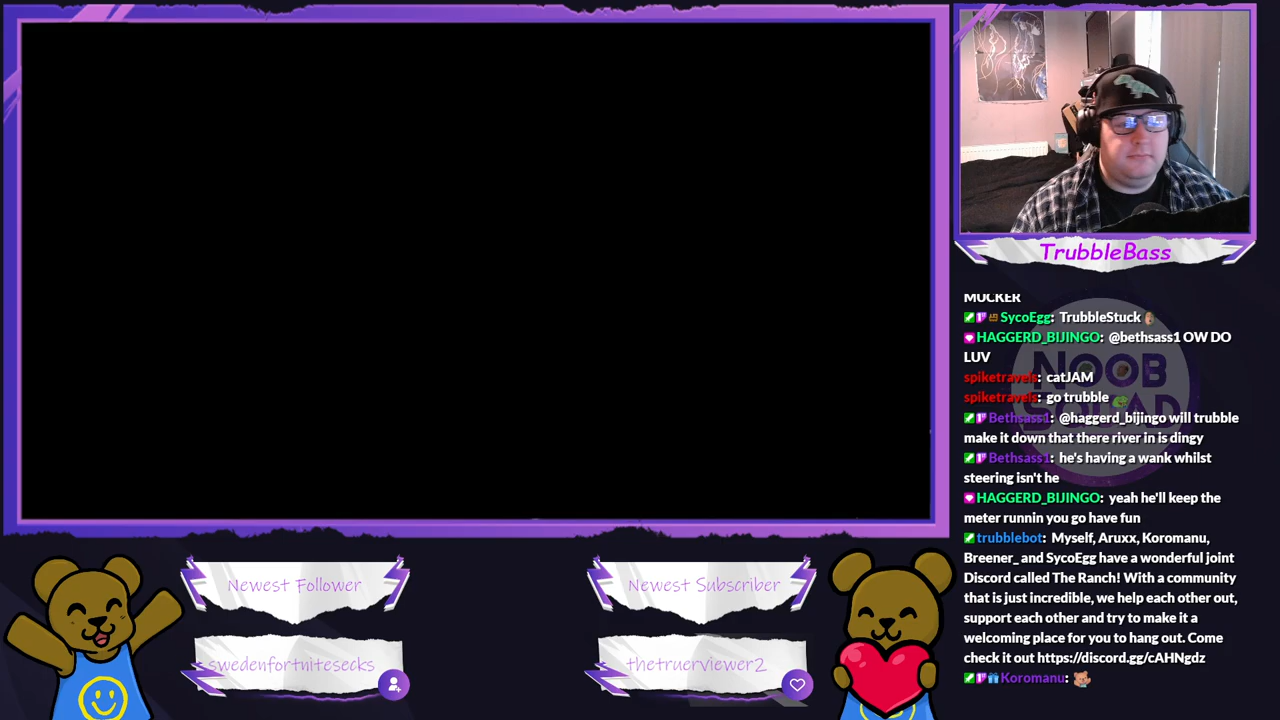 TrubbleBass
MUCKER
SycoEgg: TrubbleStuck
HAGGERD_BIJINGO: @bethsass1 OW DO
LUV
spiketravels: catJAM
spiketravels: go trubble
Bethsass1: @haggerd_bijingo will trubble
make it down that there river in is dingy
Bethsass1: he's having a wank whilst
steering isn't he
HAGGERD_BIJINGO: yeah he'll keep the
meter runnin you go have fun
trubblebot: Myself, Aruxx, Koromanu,
Breener_ and SycoEgg have a wonderful joint
Discord called The Ranch! With a community
that is just incredible, we help each other out,
support each other and try to make it a
welcoming place for you to hang out. Come
check it out https://discord.gg/cAHNgdz
Koromanu:
NOOB
SQUAD
Newest Follower
swedenfortnitesecks
Newest Subscriber
thetruerviewer2